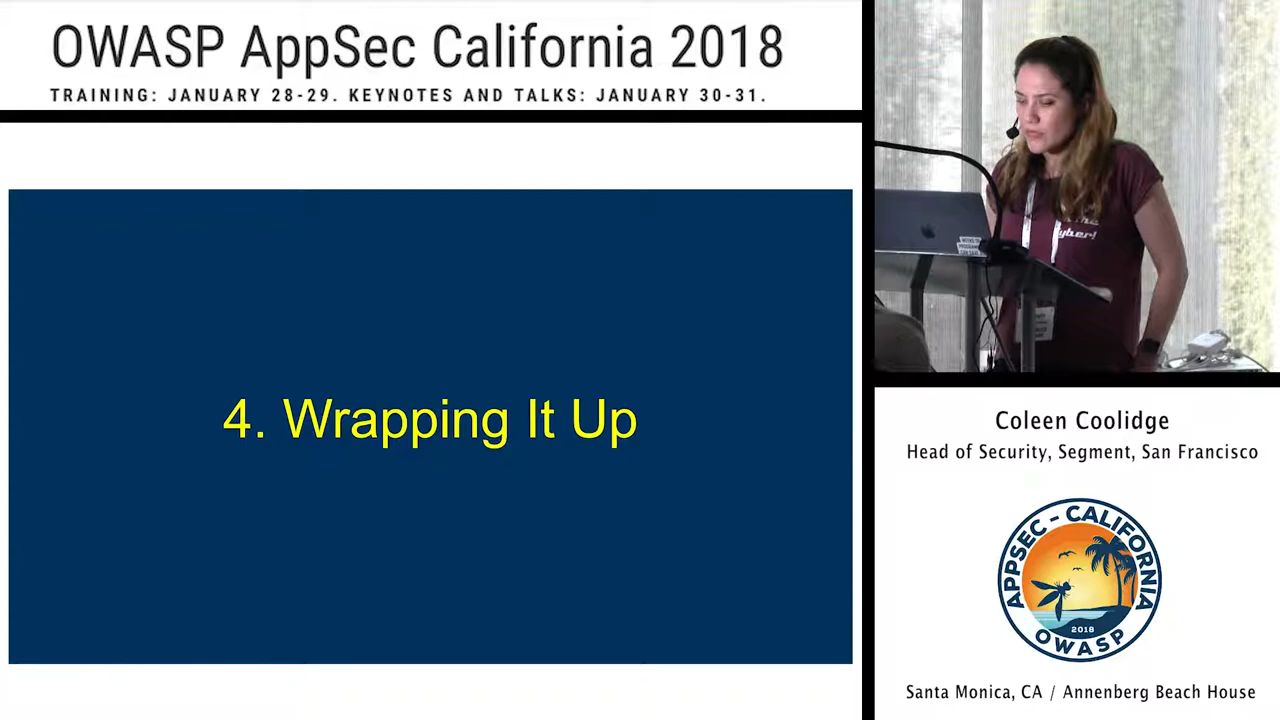 OWASP AppSec California 2018
TRAINING: JANUARY 28-29. KEYNOTES AND TALKS: JANUARY 30-31.
4. Wrapping It Up
Coleen Coolidge
Head of Security, Segment, San Francisco
APPSEC - CALIFORNIA
2018
OWASP
Santa Monica, CA / Annenberg Beach House